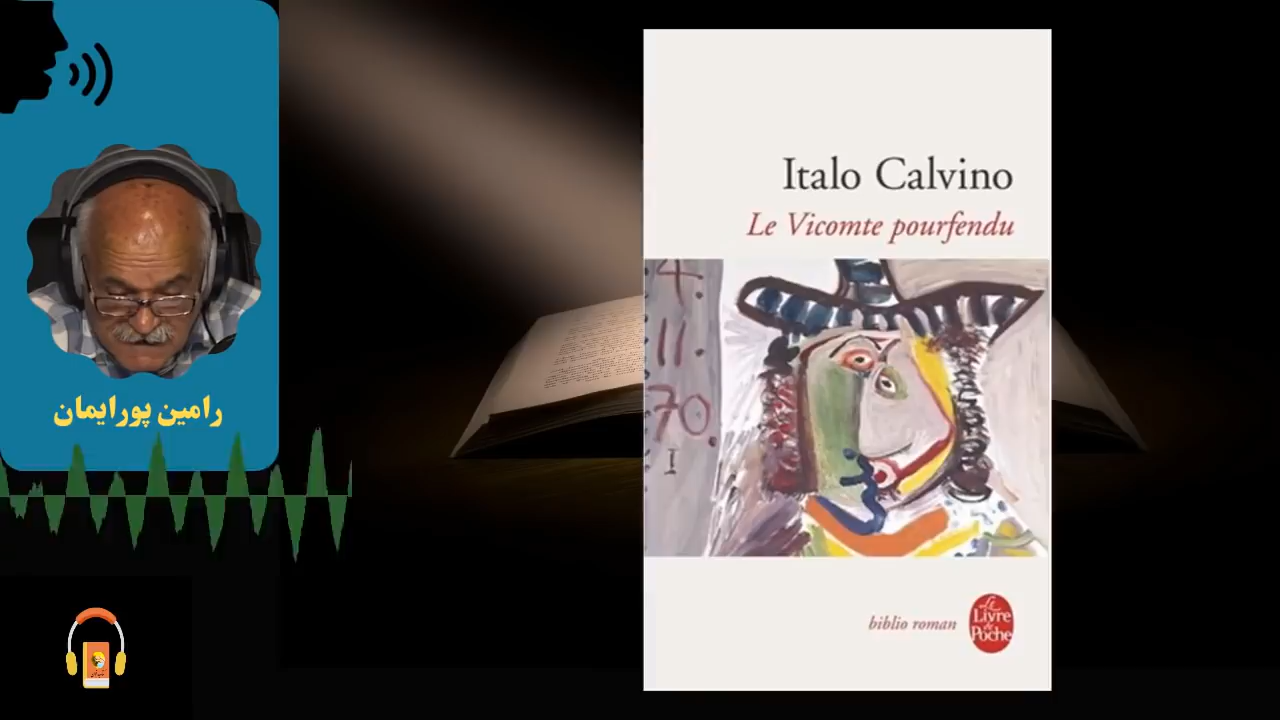 رامین پورایمان
Italo Calvino
Le Vicomte pourfendu
4.
11.
70.
I
biblio roman
Le
Livre
de
Poche